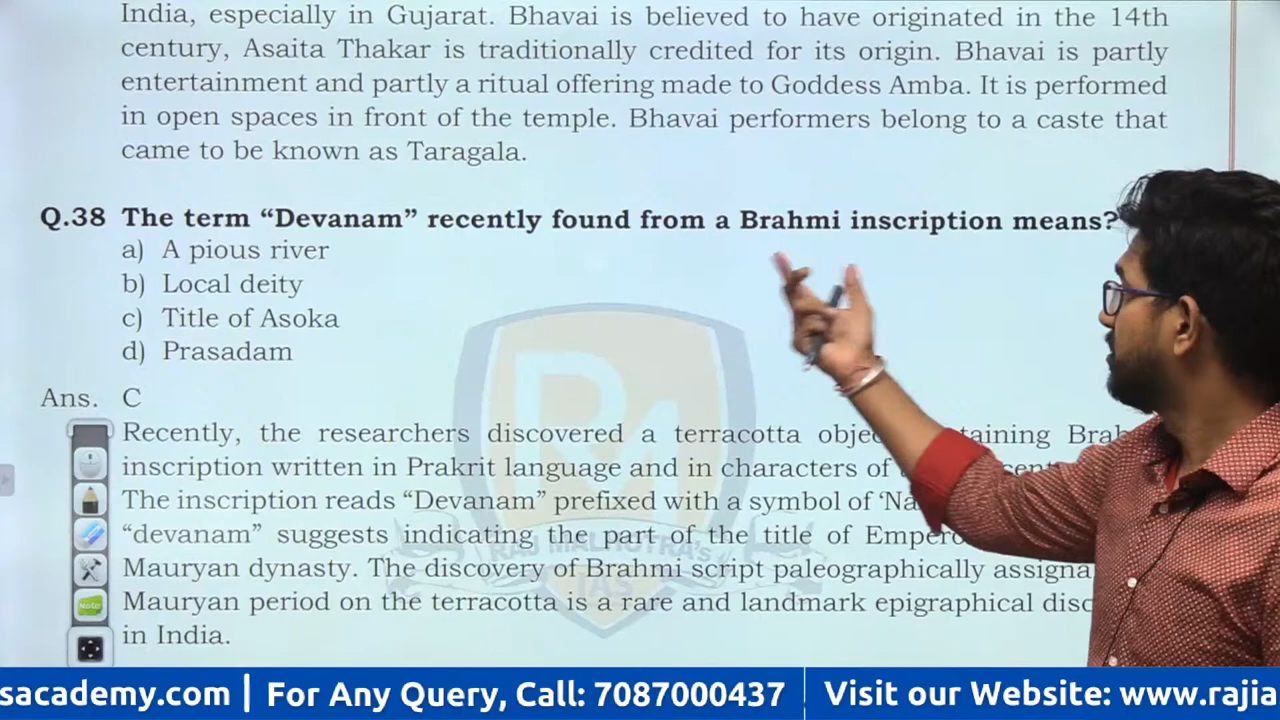 India, especially in Gujarat. Bhavai is believed to have originated in the 14th
century, Asaita Thakar is traditionally credited for its origin. Bhavai is partly
entertainment and partly a ritual offering made to Goddess Amba. It is performed
in open spaces in front of the temple. Bhavai performers belong to a caste that
came to be known as Taragala.
Q.38 The term “Devanam” recently found from a Brahmi inscription means?
a) A pious river
b) Local deity
c) Title of Asoka
d) Prasadam
Ans. C
Recently, the researchers discovered a terracotta
inscription written in Prakrit language and in characters of
The inscription reads “Devanam” prefixed with a symbol of
“devanam” suggests indicating the part of the title of
Mauryan dynasty. The discovery of Brahmi script paleographically
Mauryan period on the terracotta is a rare and landmark epigraphical
in India.
RM
RAJ MALHOTRA's
IAS
Note
sacademy.com | For Any Query, Call: 7087000437 Visit our Website: www.rajia